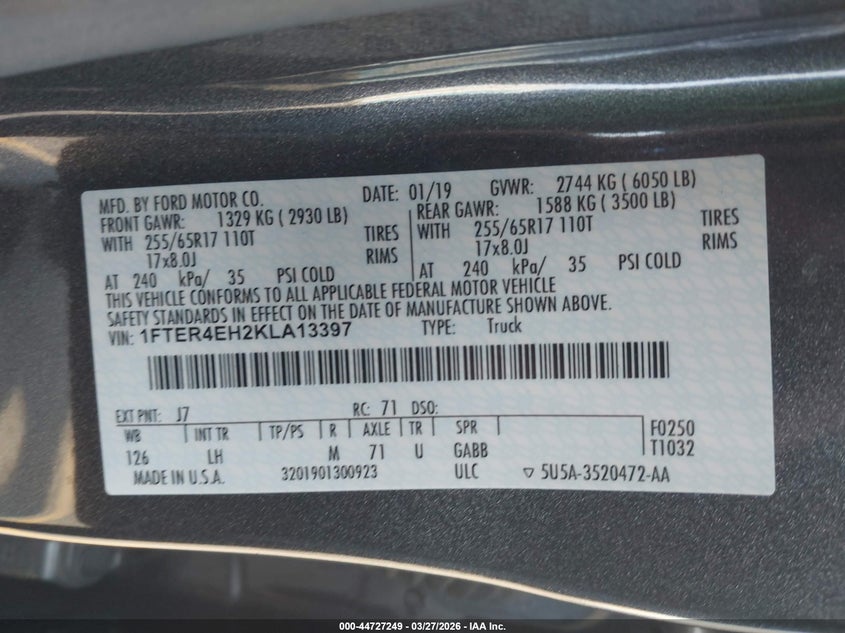 MFD. BY FORD MOTOR CO. DATE: 01/19 GVWR: 2744 KG ( 6050 LB)
FRONT GAWR: 1329 KG ( 2930 LB) REAR GAWR: 1588 KG ( 3500 LB)
WITH 255/65R17 110T TIRES WITH 255/65R17 110T TIRES
17x8.0J RIMS 17x8.0J RIMS
AT 240 kPa/ 35 PSI COLD AT 240 kPa/ 35 PSI COLD
THIS VEHICLE CONFORMS TO ALL APPLICABLE FEDERAL MOTOR VEHICLE
SAFETY STANDARDS IN EFFECT ON THE DATE OF MANUFACTURE SHOWN ABOVE.
VIN: 1FTER4EH2KLA13397 TYPE: Truck
EXT PNT: J7 RC: 71 DSO:
WB INT TR TP/PS R AXLE TR SPR F0250
126 LH M 71 U GABB T1032
MADE IN U.S.A. 3201901300923 ULC ▽ 5U5A-3520472-AA
000-44727249 - 03/27/2026 - IAA Inc.